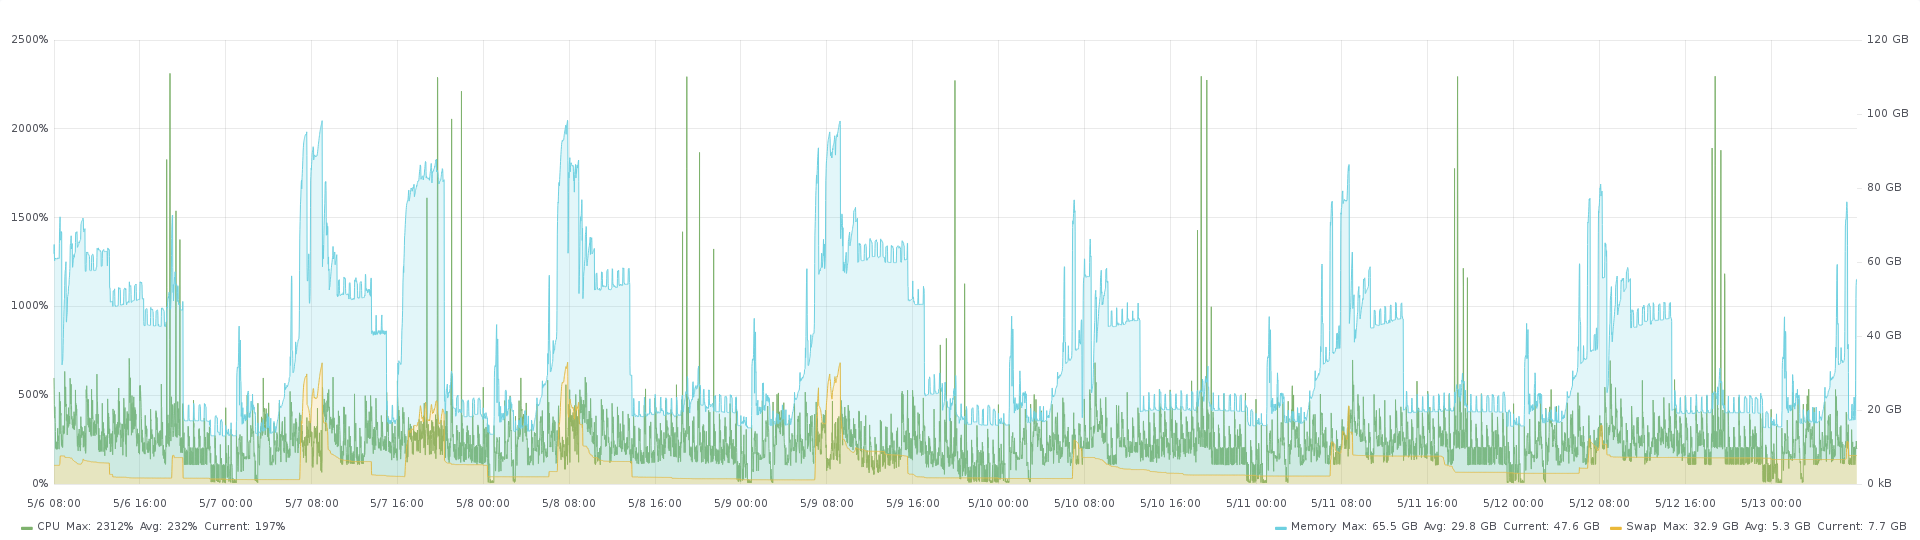 2500%
2000%
1500%
1000%
500%
0%
120 GB
100 GB
80 GB
60 GB
40 GB
20 GB
0 kB
5/6 08:00 5/6 16:00 5/7 00:00 5/7 08:00 5/7 16:00 5/8 00:00 5/8 08:00 5/8 16:00 5/9 00:00 5/9 08:00 5/9 16:00 5/10 00:00 5/10 08:00 5/10 16:00 5/11 00:00 5/11 08:00 5/11 16:00 5/12 00:00 5/12 08:00 5/12 16:00 5/13 00:00
CPU Max: 2312% Avg: 232% Current: 197%
Memory Max: 65.5 GB Avg: 29.8 GB Current: 47.6 GB Swap Max: 32.9 GB Avg: 5.3 GB Current: 7.7 GB